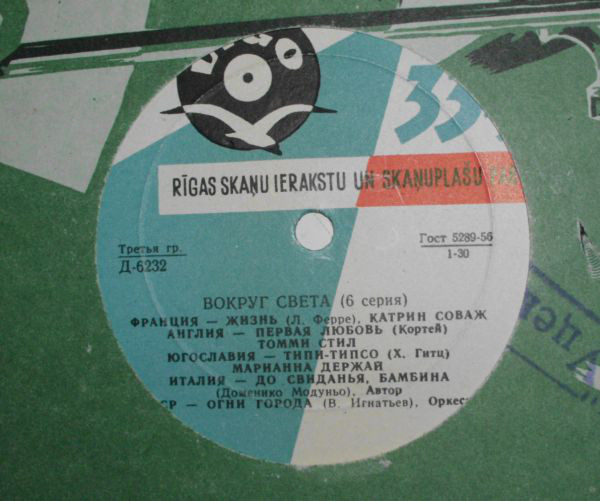 33
RĪGAS SKAŅU IERAKSTU UN SKAŅUPLAŠU
Третья гр.
Д-6232
Гост 5289-56
1-30
ВОКРУГ СВЕТА (6 серия)
ФРАНЦИЯ — ЖИЗНЬ (Л. Ферре), КАТРИН СОВАЖ
АНГЛИЯ — ПЕРВАЯ ЛЮБОВЬ (Кортей)
ТОММИ СТИЛ
ЮГОСЛАВИЯ — ТИПИ-ТИПСО (Х. Гитц)
МАРИАННА ДЕРЖАЙ
ИТАЛИЯ — ДО СВИДАНЬЯ, БАМБИНА
(Доменико Модуньо), Автор
— ОГНИ ГОРОДА (В. Игнатьев),